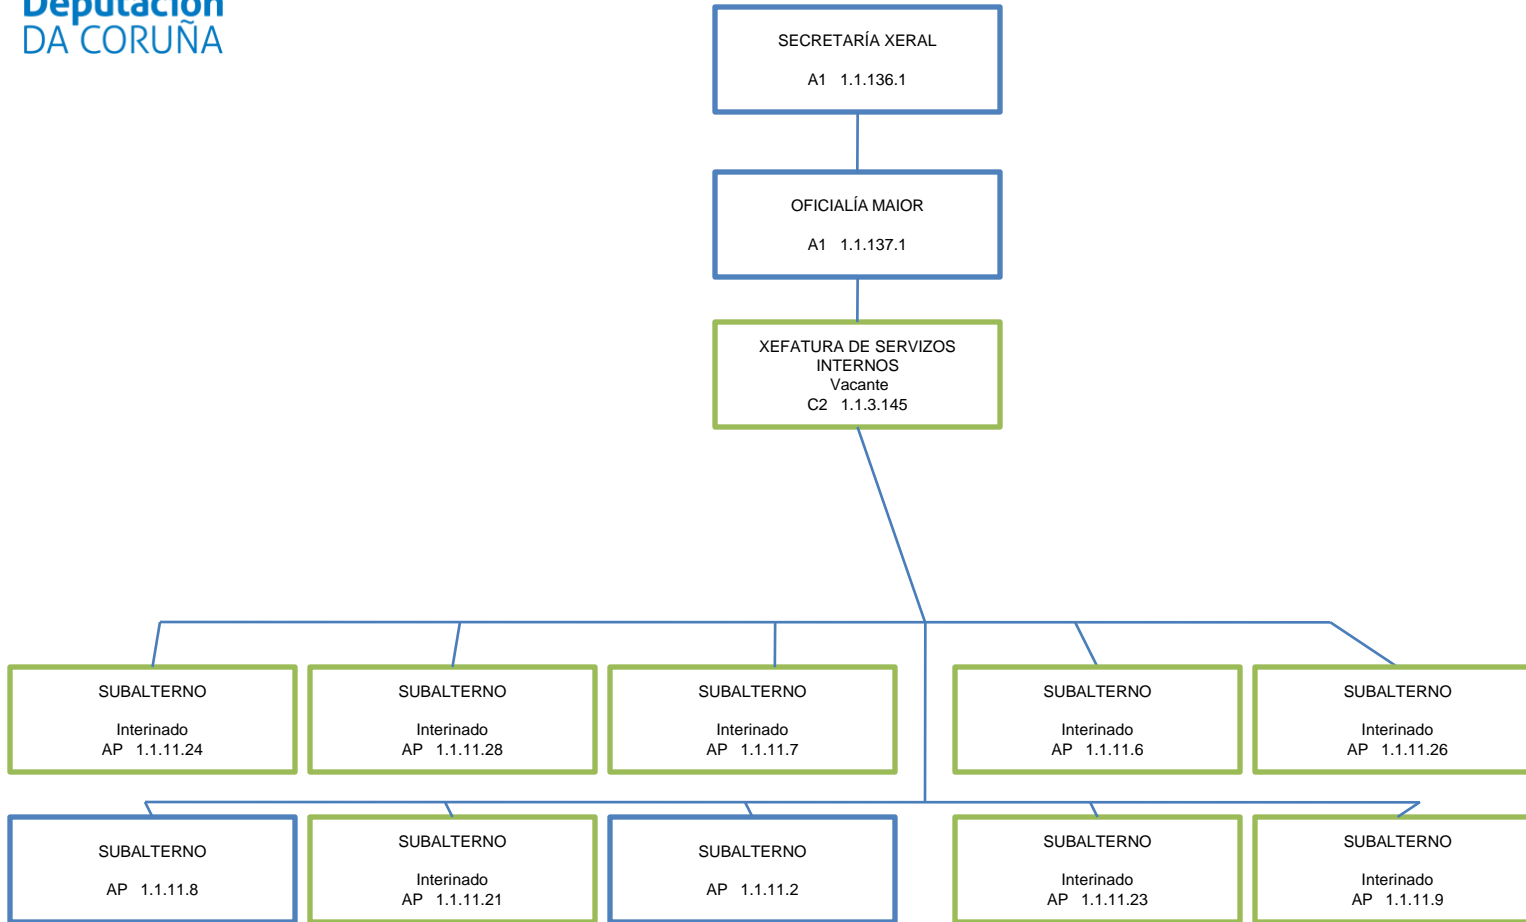 Deputación
DA CORUÑA
SECRETARÍA XERAL
A1 1.1.136.1
OFICIALÍA MAIOR
A1 1.1.137.1
XEFATURA DE SERVIZOS
INTERNOS
Vacante
C2 1.1.3.145
SUBALTERNO
Interinado
AP 1.1.11.24
SUBALTERNO
Interinado
AP 1.1.11.28
SUBALTERNO
Interinado
AP 1.1.11.7
SUBALTERNO
Interinado
AP 1.1.11.6
SUBALTERNO
Interinado
AP 1.1.11.26
SUBALTERNO
AP 1.1.11.8
SUBALTERNO
Interinado
AP 1.1.11.21
SUBALTERNO
AP 1.1.11.2
SUBALTERNO
Interinado
AP 1.1.11.23
SUBALTERNO
Interinado
AP 1.1.11.9